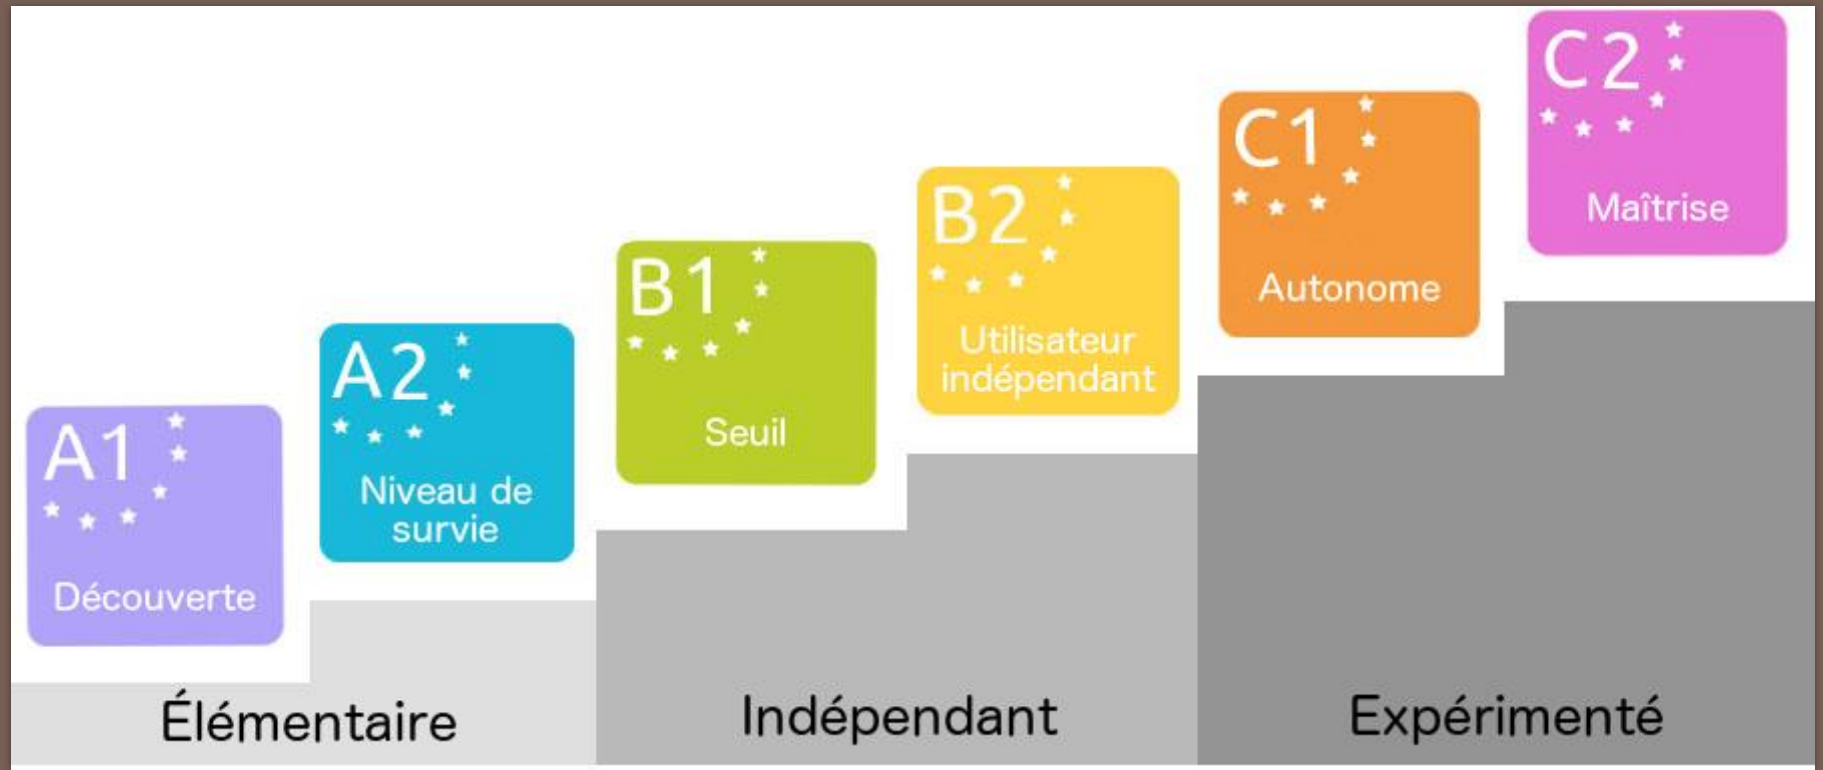 A1
Découverte
A2
Niveau de
survie
B1
Seuil
B2
Utilisateur
indépendant
C1
Autonome
C2
Maîtrise
Élémentaire
Indépendant
Expérimenté